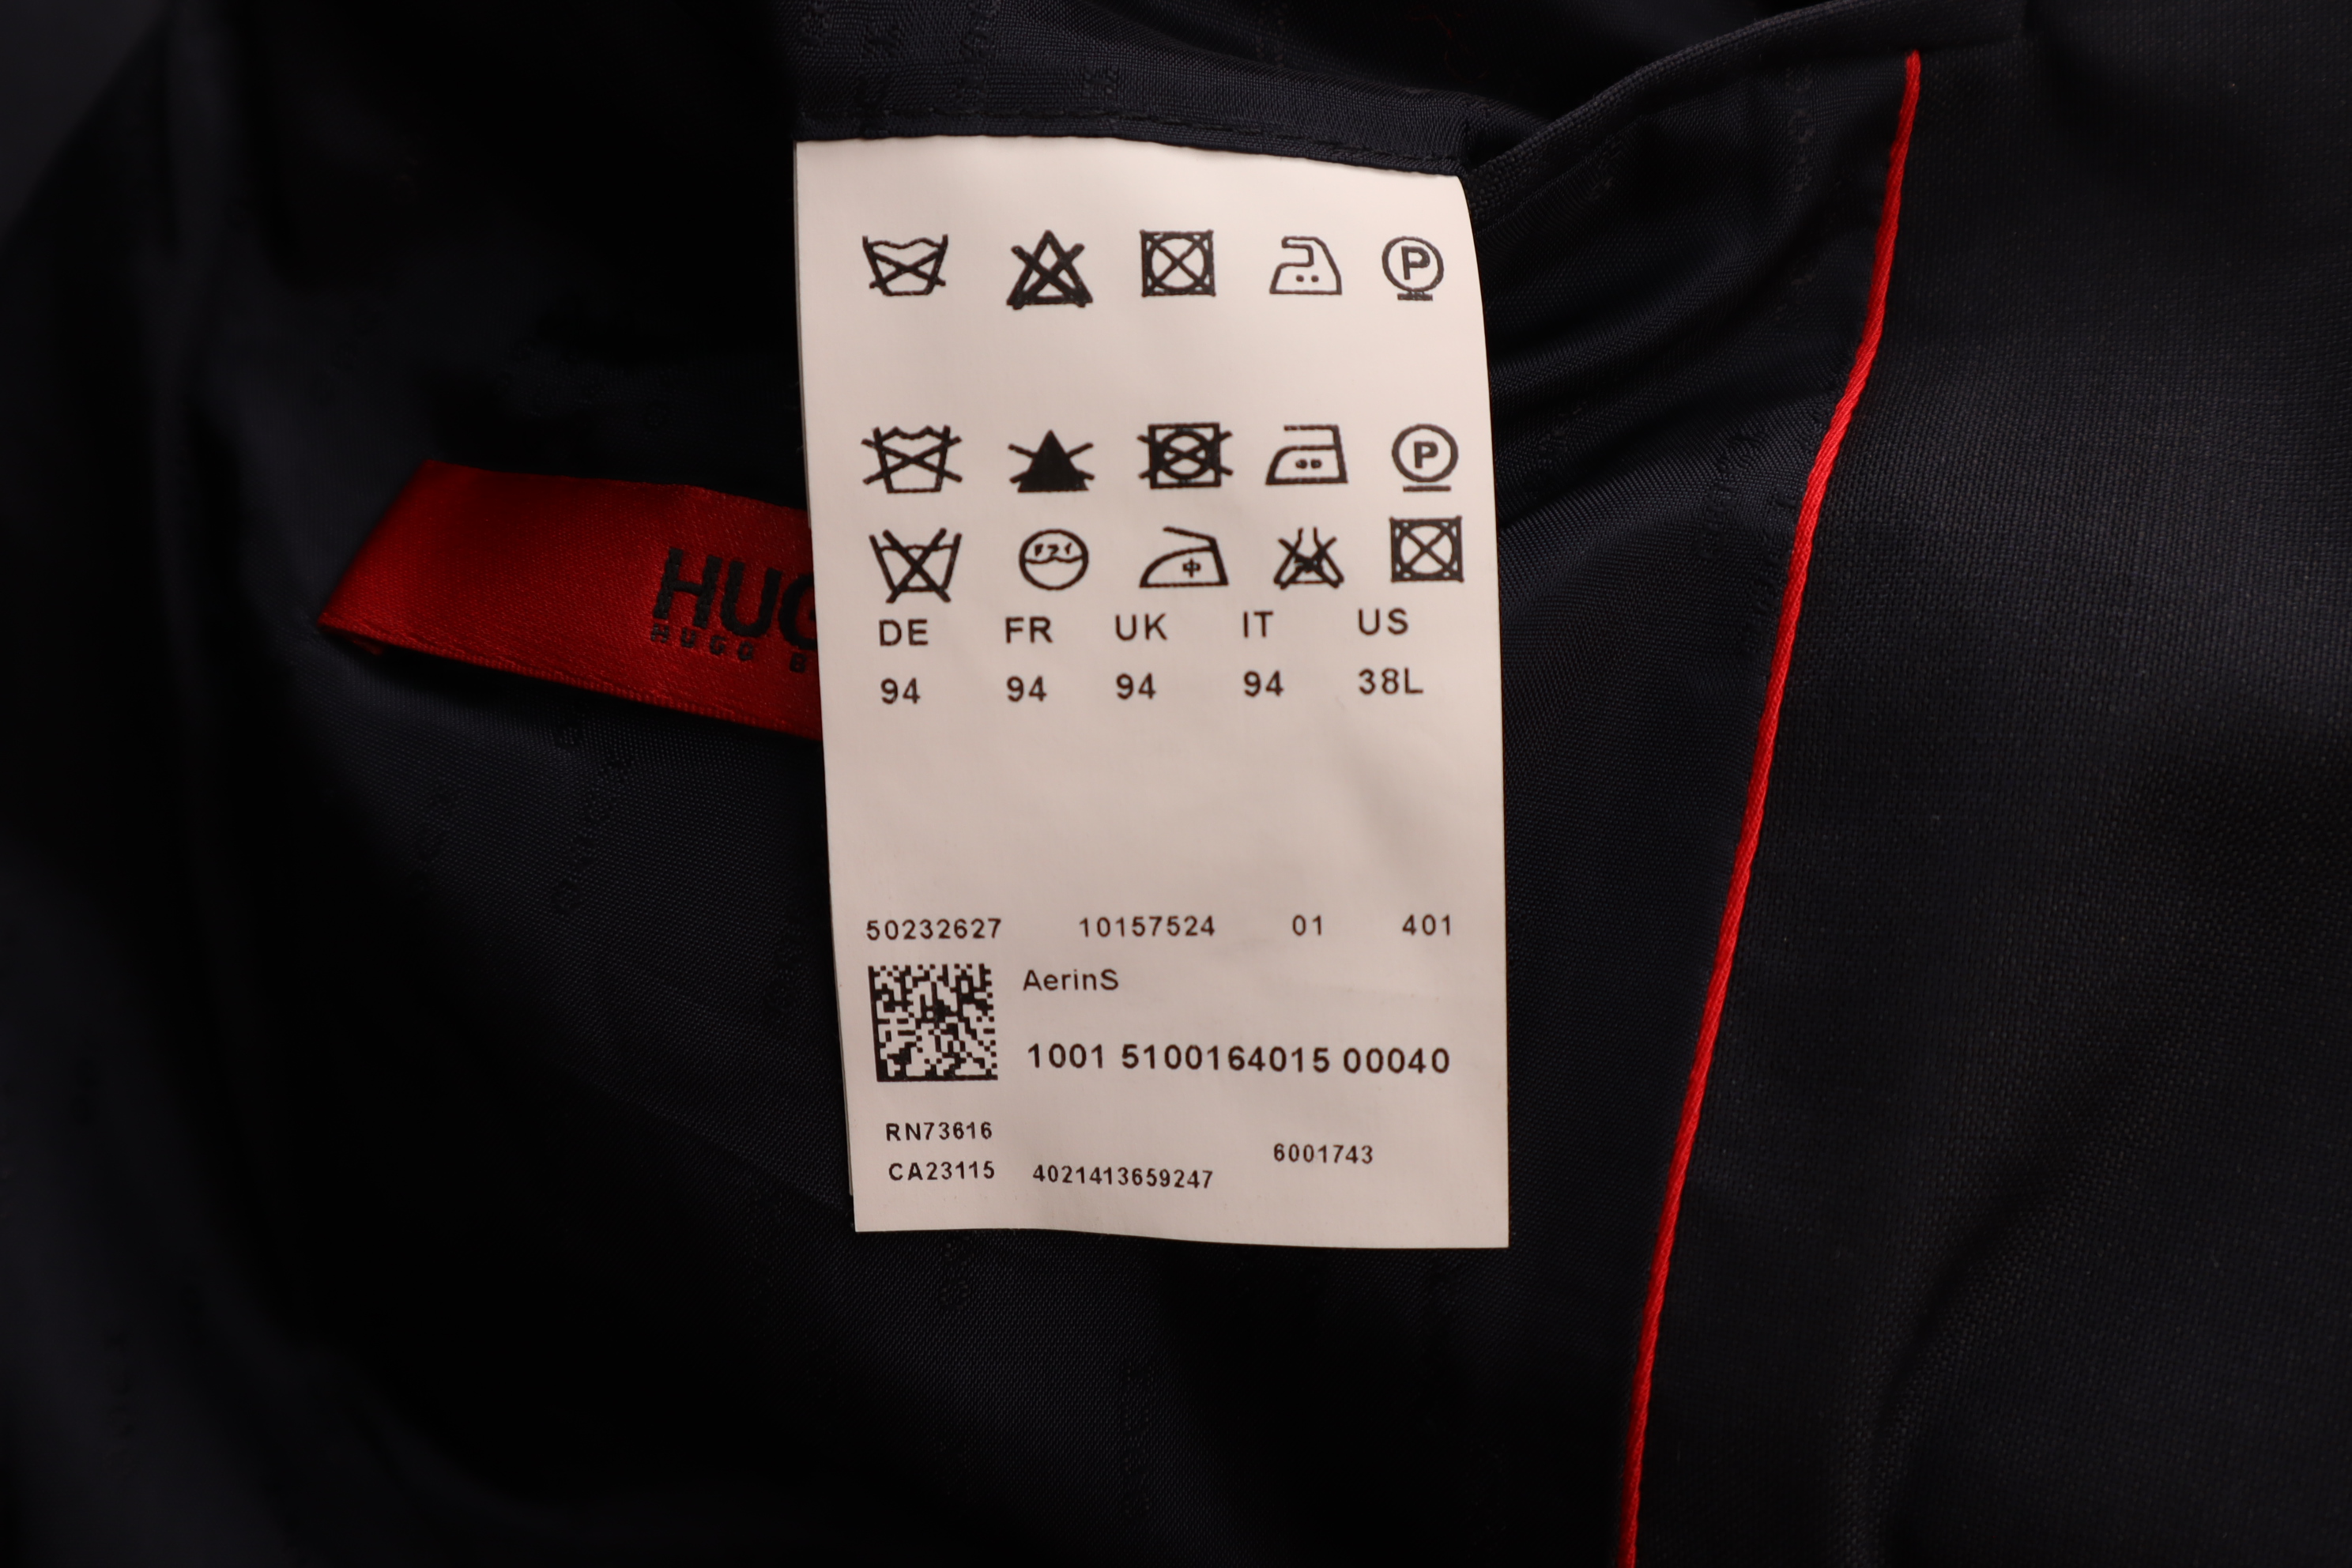 HUG
HUGO B
DE FR UK IT US
94 94 94 94 38L
50232627 10157524 01 401
AerinS
1001 5100164015 00040
RN73616
6001743
CA23115 4021413659247